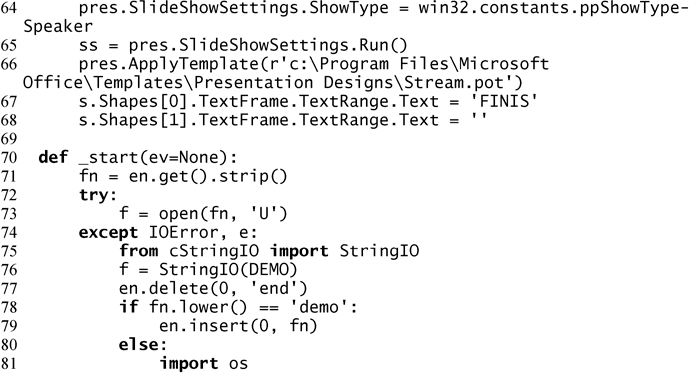 64      pres.SlideShowSettings.ShowType = win32.constants.ppShowType-
Speaker
65      ss = pres.SlideShowSettings.Run()
66      pres.ApplyTemplate(r'c:\Program Files\Microsoft
Office\Templates\Presentation Designs\Stream.pot')
67      s.Shapes[0].TextFrame.TextRange.Text = 'FINIS'
68      s.Shapes[1].TextFrame.TextRange.Text = ''
69
70  def _start(ev=None):
71      fn = en.get().strip()
72      try:
73          f = open(fn, 'U')
74      except IOError, e:
75          from cStringIO import StringIO
76          f = StringIO(DEMO)
77          en.delete(0, 'end')
78          if fn.lower() == 'demo':
79              en.insert(0, fn)
80          else:
81              import os